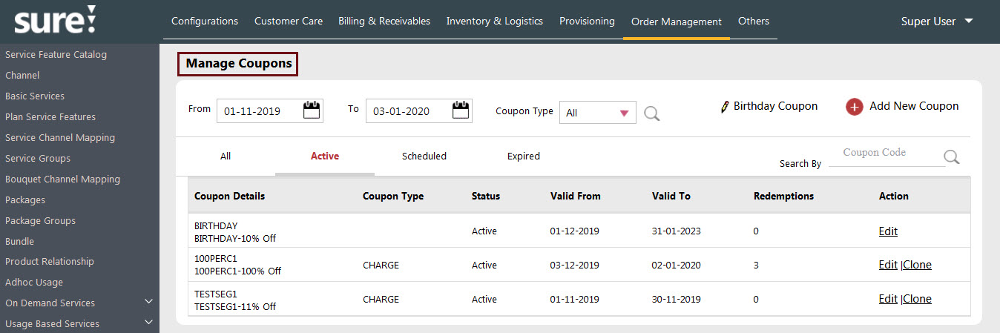 sure!
Configurations Customer Care Billing & Receivables Inventory & Logistics Provisioning Order Management Others Super User
Service Feature Catalog
Channel
Basic Services
Plan Service Features
Service Channel Mapping
Service Groups
Bouquet Channel Mapping
Packages
Package Groups
Bundle
Product Relationship
Adhoc Usage
On Demand Services
Usage Based Services
Manage Coupons
From 01-11-2019 To 03-01-2020 Coupon Type All Birthday Coupon Add New Coupon
All Active Scheduled Expired Search By Coupon Code
Coupon Details Coupon Type Status Valid From Valid To Redemptions Action
BIRTHDAY
BIRTHDAY-10% Off Active 01-12-2019 31-01-2023 0 Edit
100PERC1
100PERC1-100% Off CHARGE Active 03-12-2019 02-01-2020 3 Edit |Clone
TESTSEG1
TESTSEG1-11% Off CHARGE Active 01-11-2019 30-11-2019 0 Edit |Clone